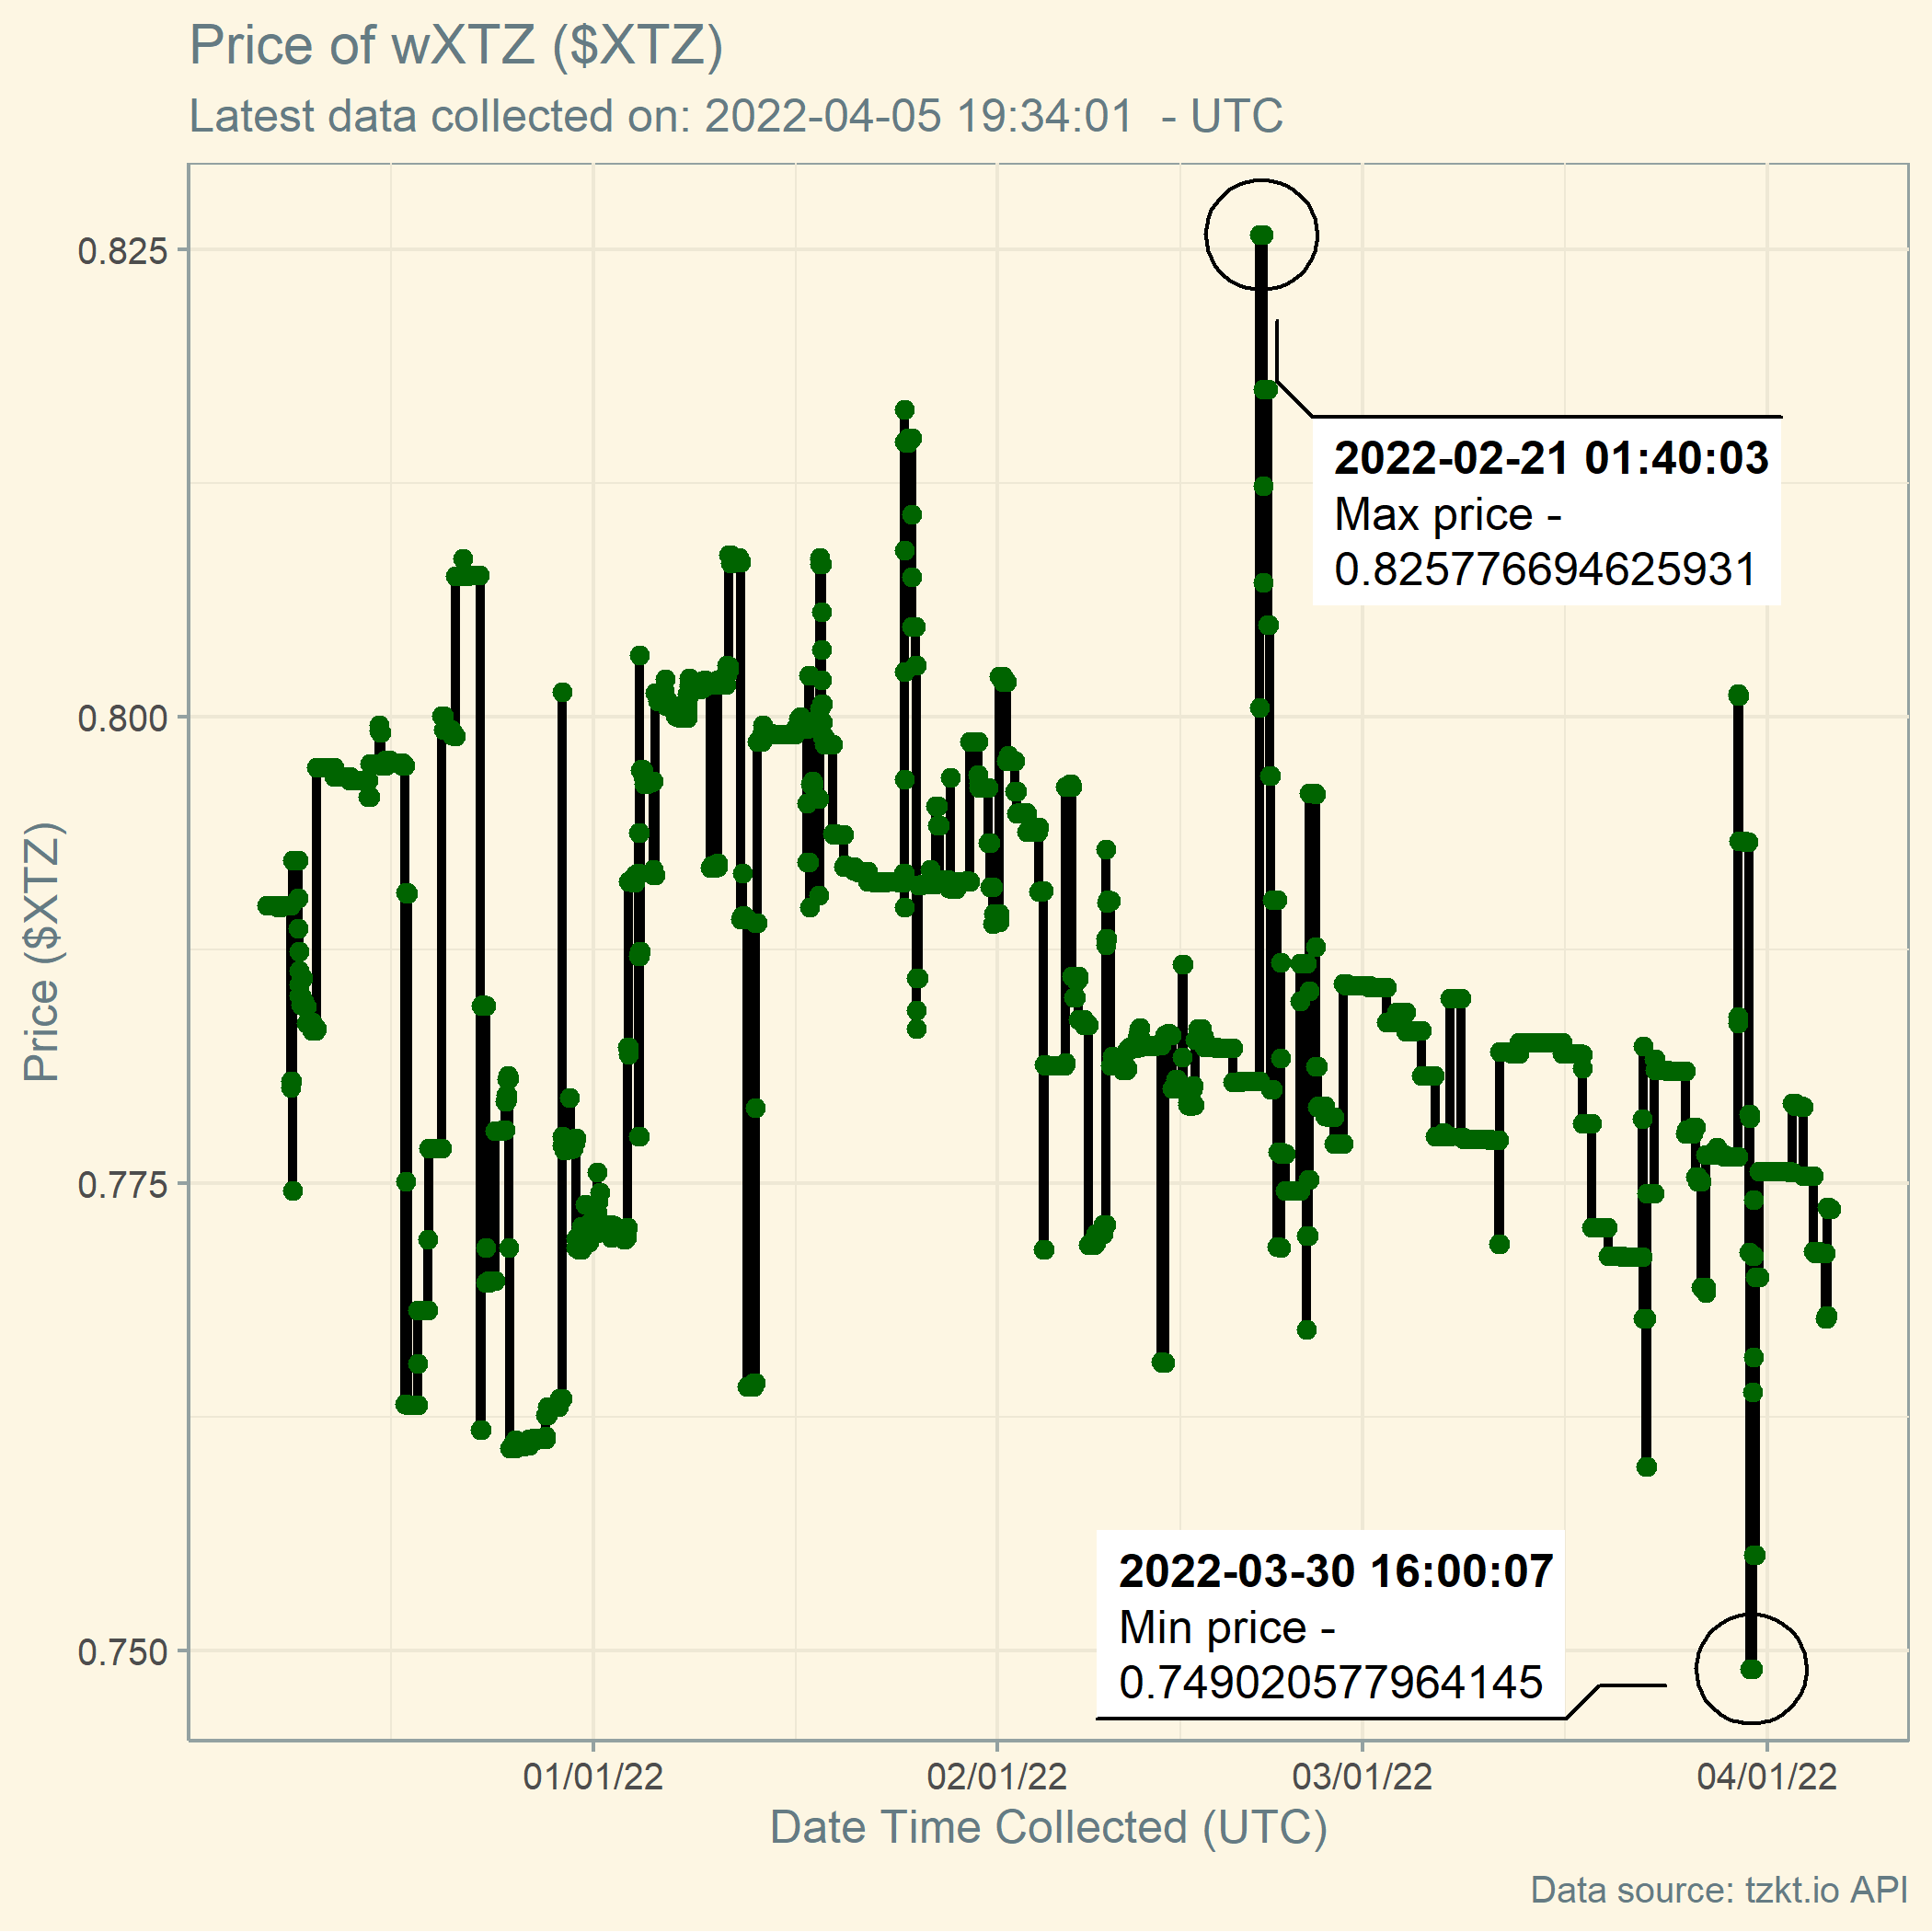 Price of wXTZ ($XTZ)
Latest data collected on: 2022-04-05 19:34:01  - UTC
Price ($XTZ)
0.825
0.800
0.775
0.750
2022-02-21 01:40:03
Max price -
0.825776694625931
2022-03-30 16:00:07
Min price -
0.749020577964145
01/01/22
02/01/22
03/01/22
04/01/22
Date Time Collected (UTC)
Data source: tzkt.io API